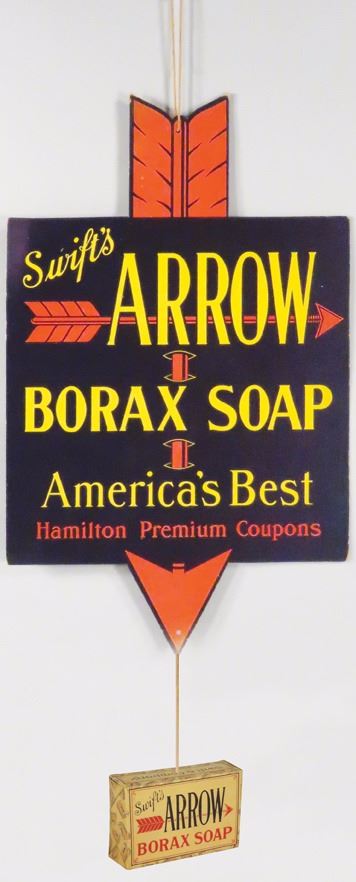 Swift's
ARROW
BORAX SOAP
America's Best
Hamilton Premium Coupons
Swift's
ARROW
BORAX SOAP